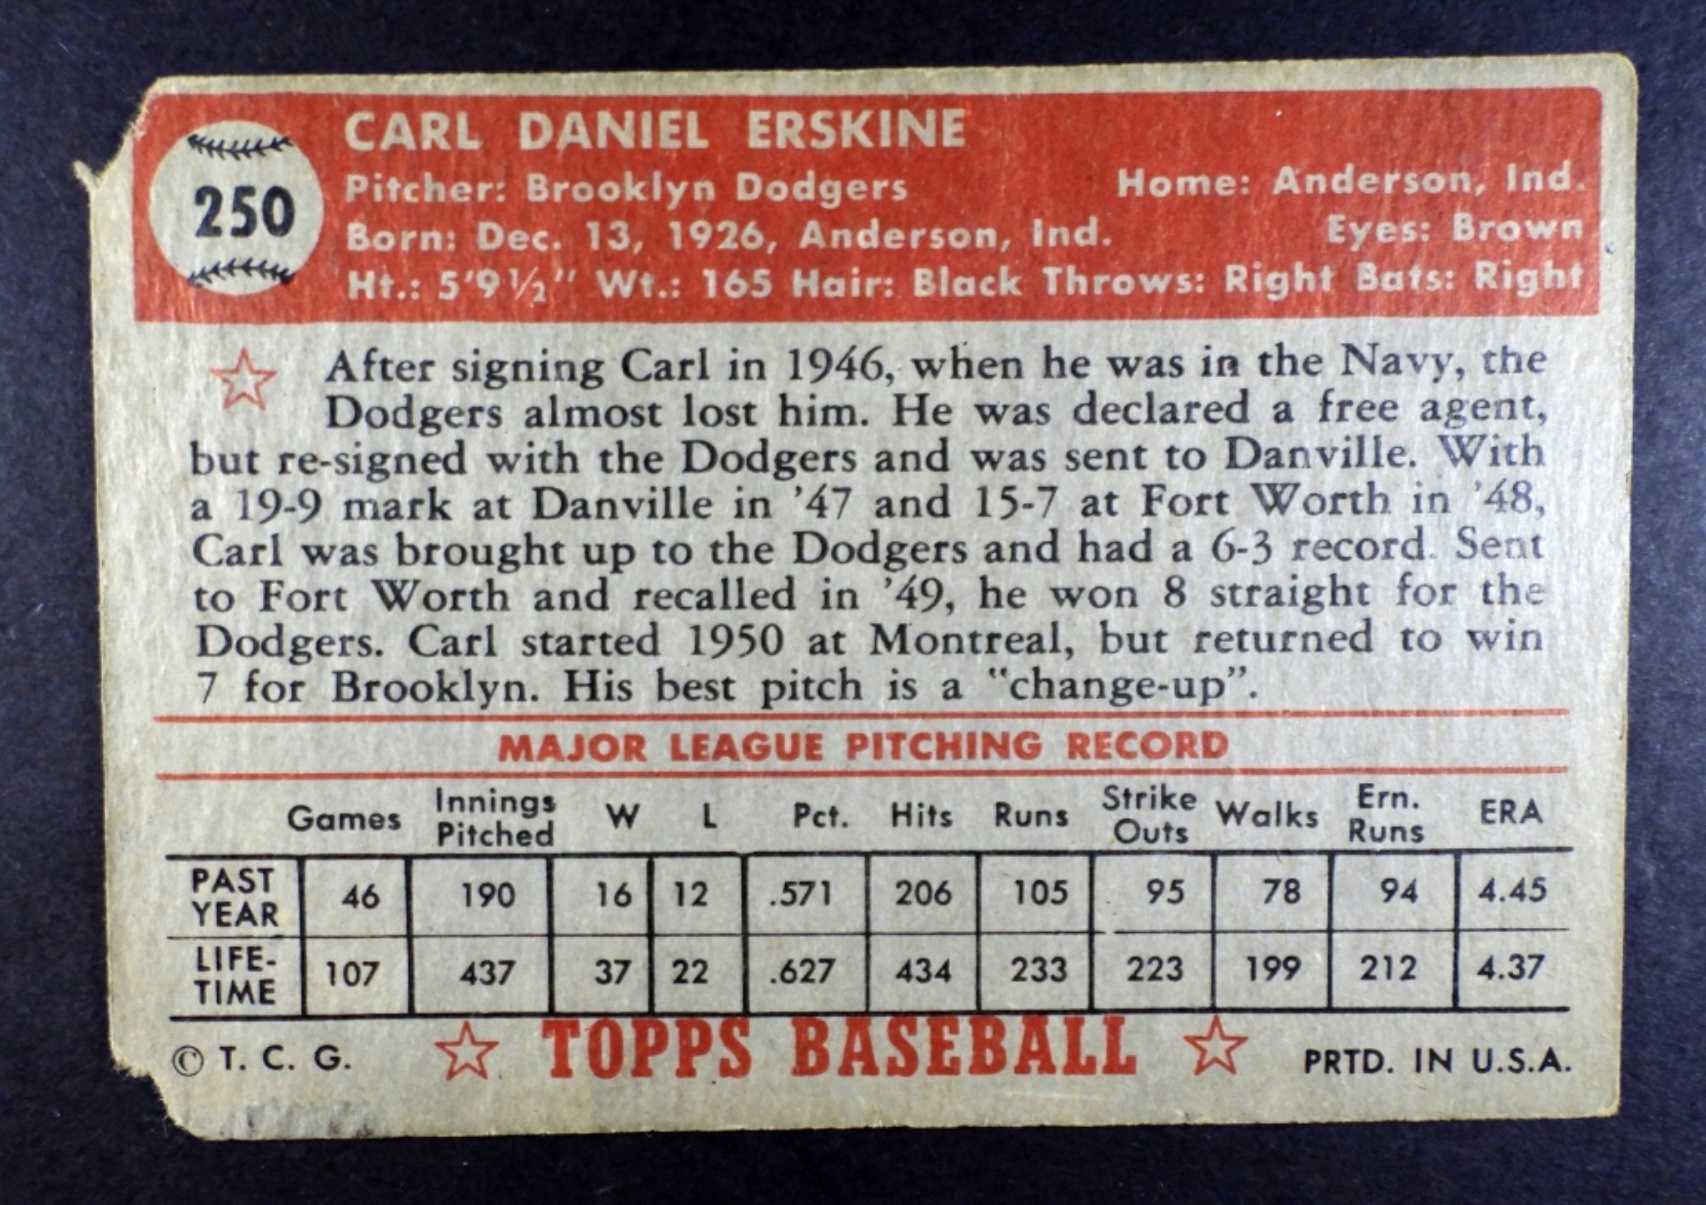 250
CARL DANIEL ERSKINE
Pitcher: Brooklyn Dodgers Home: Anderson, Ind.
Born: Dec. 13, 1926, Anderson, Ind. Eyes: Brown
Ht.: 5'9½" Wt.: 165 Hair: Black Throws: Right Bats: Right
After signing Carl in 1946, when he was in the Navy, the
Dodgers almost lost him. He was declared a free agent,
but re-signed with the Dodgers and was sent to Danville. With
a 19-9 mark at Danville in '47 and 15-7 at Fort Worth in '48,
Carl was brought up to the Dodgers and had a 6-3 record. Sent
to Fort Worth and recalled in '49, he won 8 straight for the
Dodgers. Carl started 1950 at Montreal, but returned to win
7 for Brooklyn. His best pitch is a "change-up".
MAJOR LEAGUE PITCHING RECORD
Games Innings Pitched W L Pct. Hits Runs Strike Outs Walks Ern. Runs ERA
PAST YEAR 46 190 16 12 .571 206 105 95 78 94 4.45
LIFE-TIME 107 437 37 22 .627 434 233 223 199 212 4.37
© T. C. G. TOPPS BASEBALL PRTD. IN U.S.A.